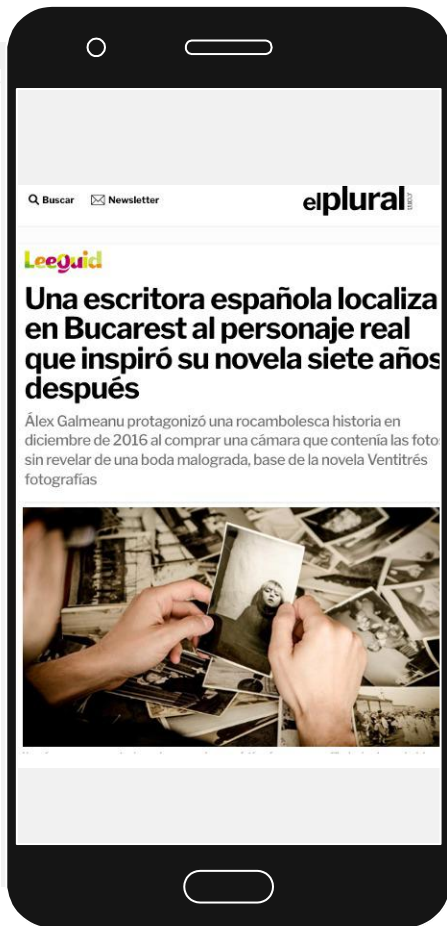 Buscar Newsletter elplural
LeeQuid
Una escritora española localiza
en Bucarest al personaje real
que inspiró su novela siete años
después
Álex Galmeanu protagonizó una rocambolesca historia en
diciembre de 2016 al comprar una cámara que contenía las foto
sin revelar de una boda malograda, base de la novela Ventitrés
fotografías